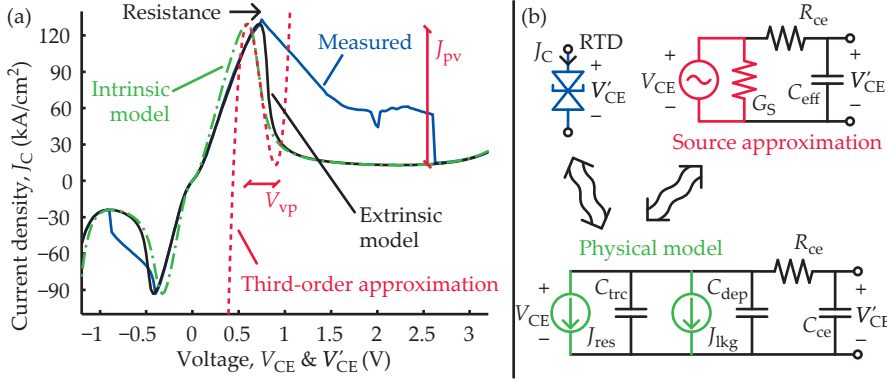 (a)
Resistance
Measured
Intrinsic
model
J_pv
V_vp
Extrinsic
model
Third-order approximation
Current density, J_C (kA/cm²)
120
90
60
30
0
−30
−60
−90
−1
−0.5
0
0.5
1
1.5
2
2.5
3
Voltage, V_CE & V′_CE (V)
(b)
J_C
RTD
+
V′_CE
−
+
V_CE
−
G_S
R_ce
C_eff
+
V′_CE
−
Source approximation
Physical model
+
V_CE
−
J_res
C_trc
J_lkg
C_dep
R_ce
C_ce
+
V′_CE
−